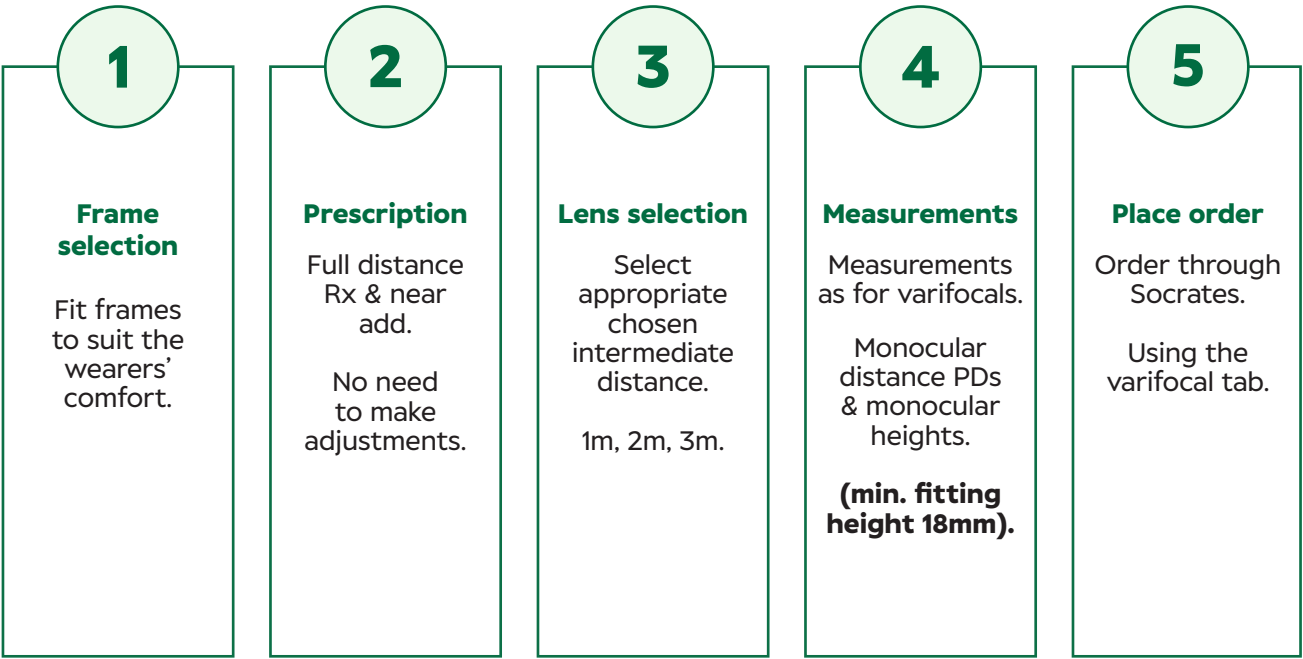 1
Frame
selection
Fit frames
to suit the
wearers’
comfort.
2
Prescription
Full distance
Rx & near
add.
No need
to make
adjustments.
3
Lens selection
Select
appropriate
chosen
intermediate
distance.
1m, 2m, 3m.
4
Measurements
Measurements
as for varifocals.
Monocular
distance PDs
& monocular
heights.
(min. fitting
height 18mm).
5
Place order
Order through
Socrates.
Using the
varifocal tab.